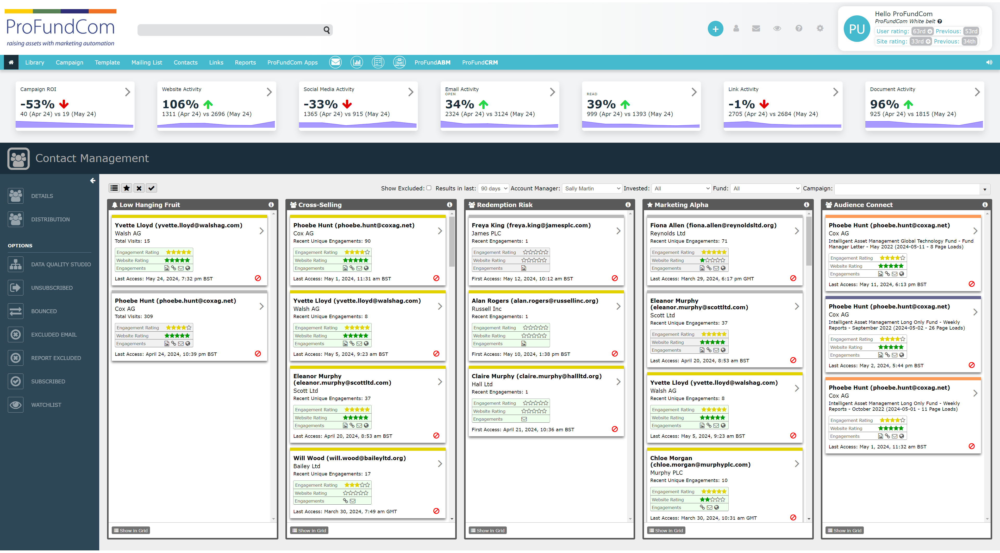 ProFundCom
raising assets with marketing automation
Hello ProFundCom
ProFundCom White belt
PU
User rating: 63rd Previous: 53rd
Site rating: 33rd Previous: 34th
Library Campaign Template Mailing List Contacts Links Reports ProFundCom Apps ProFundABM ProFundCRM
Campaign ROI
-53%
40 (Apr 24) vs 19 (May 24)
Website Activity
106%
1311 (Apr 24) vs 2696 (May 24)
Social Media Activity
-33%
1365 (Apr 24) vs 915 (May 24)
Email Activity
OPEN
34%
2324 (Apr 24) vs 3124 (May 24)
READ
39%
999 (Apr 24) vs 1393 (May 24)
Link Activity
-1%
2705 (Apr 24) vs 2684 (May 24)
Document Activity
96%
925 (Apr 24) vs 1815 (May 24)
Contact Management
DETAILS
DISTRIBUTION
OPTIONS
DATA QUALITY STUDIO
UNSUBSCRIBED
BOUNCED
EXCLUDED EMAIL
REPORT EXCLUDED
SUBSCRIBED
WATCHLIST
Show Excluded: Results in last: 90 days Account Manager: Sally Martin Invested: All Fund: All Campaign:
Low Hanging Fruit
Yvette Lloyd (yvette.lloyd@walshag.com)
Walsh AG
Total Visits: 15
Engagement Rating
Website Rating
Engagements
Last Access: May 24, 2024, 7:32 pm BST
Phoebe Hunt (phoebe.hunt@coxag.net)
Cox AG
Total Visits: 309
Engagement Rating
Website Rating
Engagements
Last Access: April 24, 2024, 10:39 pm BST
Show in Grid
Cross-Selling
Phoebe Hunt (phoebe.hunt@coxag.net)
Cox AG
Recent Unique Engagements: 90
Engagement Rating
Website Rating
Engagements
Last Access: May 1, 2024, 11:31 am BST
Yvette Lloyd (yvette.lloyd@walshag.com)
Walsh AG
Recent Unique Engagements: 8
Engagement Rating
Website Rating
Engagements
Last Access: May 5, 2024, 9:23 am BST
Eleanor Murphy
(eleanor.murphy@scottltd.com)
Scott Ltd
Recent Unique Engagements: 37
Engagement Rating
Website Rating
Engagements
Last Access: April 20, 2024, 8:53 am BST
Will Wood (will.wood@baileyltd.org)
Bailey Ltd
Recent Unique Engagements: 17
Engagement Rating
Website Rating
Engagements
Last Access: March 30, 2024, 7:49 am GMT
Show in Grid
Redemption Risk
Freya King (freya.king@jamesplc.com)
James PLC
Recent Engagements: 1
Engagement Rating
Website Rating
Engagements
First Access: May 12, 2024, 10:12 am BST
Alan Rogers (alan.rogers@russellinc.org)
Russell Inc
Recent Engagements: 1
Engagement Rating
Website Rating
Engagements
First Access: May 10, 2024, 1:38 pm BST
Claire Murphy (claire.murphy@hallltd.org)
Hall Ltd
Recent Engagements: 1
Engagement Rating
Website Rating
Engagements
First Access: April 21, 2024, 10:36 am BST
Show in Grid
Marketing Alpha
Fiona Allen (fiona.allen@reynoldsltd.org)
Reynolds Ltd
Recent Unique Engagements: 71
Engagement Rating
Website Rating
Engagements
Last Access: March 29, 2024, 6:17 pm GMT
Eleanor Murphy
(eleanor.murphy@scottltd.com)
Scott Ltd
Recent Unique Engagements: 37
Engagement Rating
Website Rating
Engagements
Last Access: April 20, 2024, 8:53 am BST
Yvette Lloyd (yvette.lloyd@walshag.com)
Walsh AG
Recent Unique Engagements: 8
Engagement Rating
Website Rating
Engagements
Last Access: May 5, 2024, 9:23 am BST
Chloe Morgan
(chloe.morgan@murphyplc.com)
Murphy PLC
Recent Unique Engagements: 10
Engagement Rating
Website Rating
Engagements
Last Access: March 30, 2024, 10:31 am GMT
Show in Grid
Audience Connect
Phoebe Hunt (phoebe.hunt@coxag.net)
Cox AG
Intelligent Asset Management Global Technology Fund - Fund
Manager Letter - May 2022 (2024-05-11 - 8 Page Loads)
Engagement Rating
Website Rating
Engagements
Last Access: May 11, 2024, 6:13 pm BST
Phoebe Hunt (phoebe.hunt@coxag.net)
Cox AG
Intelligent Asset Management Long Only Fund - Weekly
Reports - September 2022 (2024-05-02 - 26 Page Loads)
Engagement Rating
Website Rating
Engagements
Last Access: May 2, 2024, 5:44 pm BST
Phoebe Hunt (phoebe.hunt@coxag.net)
Cox AG
Intelligent Asset Management Long Only Fund - Weekly
Reports - October 2022 (2024-05-01 - 11 Page Loads)
Engagement Rating
Website Rating
Engagements
Last Access: May 1, 2024, 11:32 am BST
Show in Grid